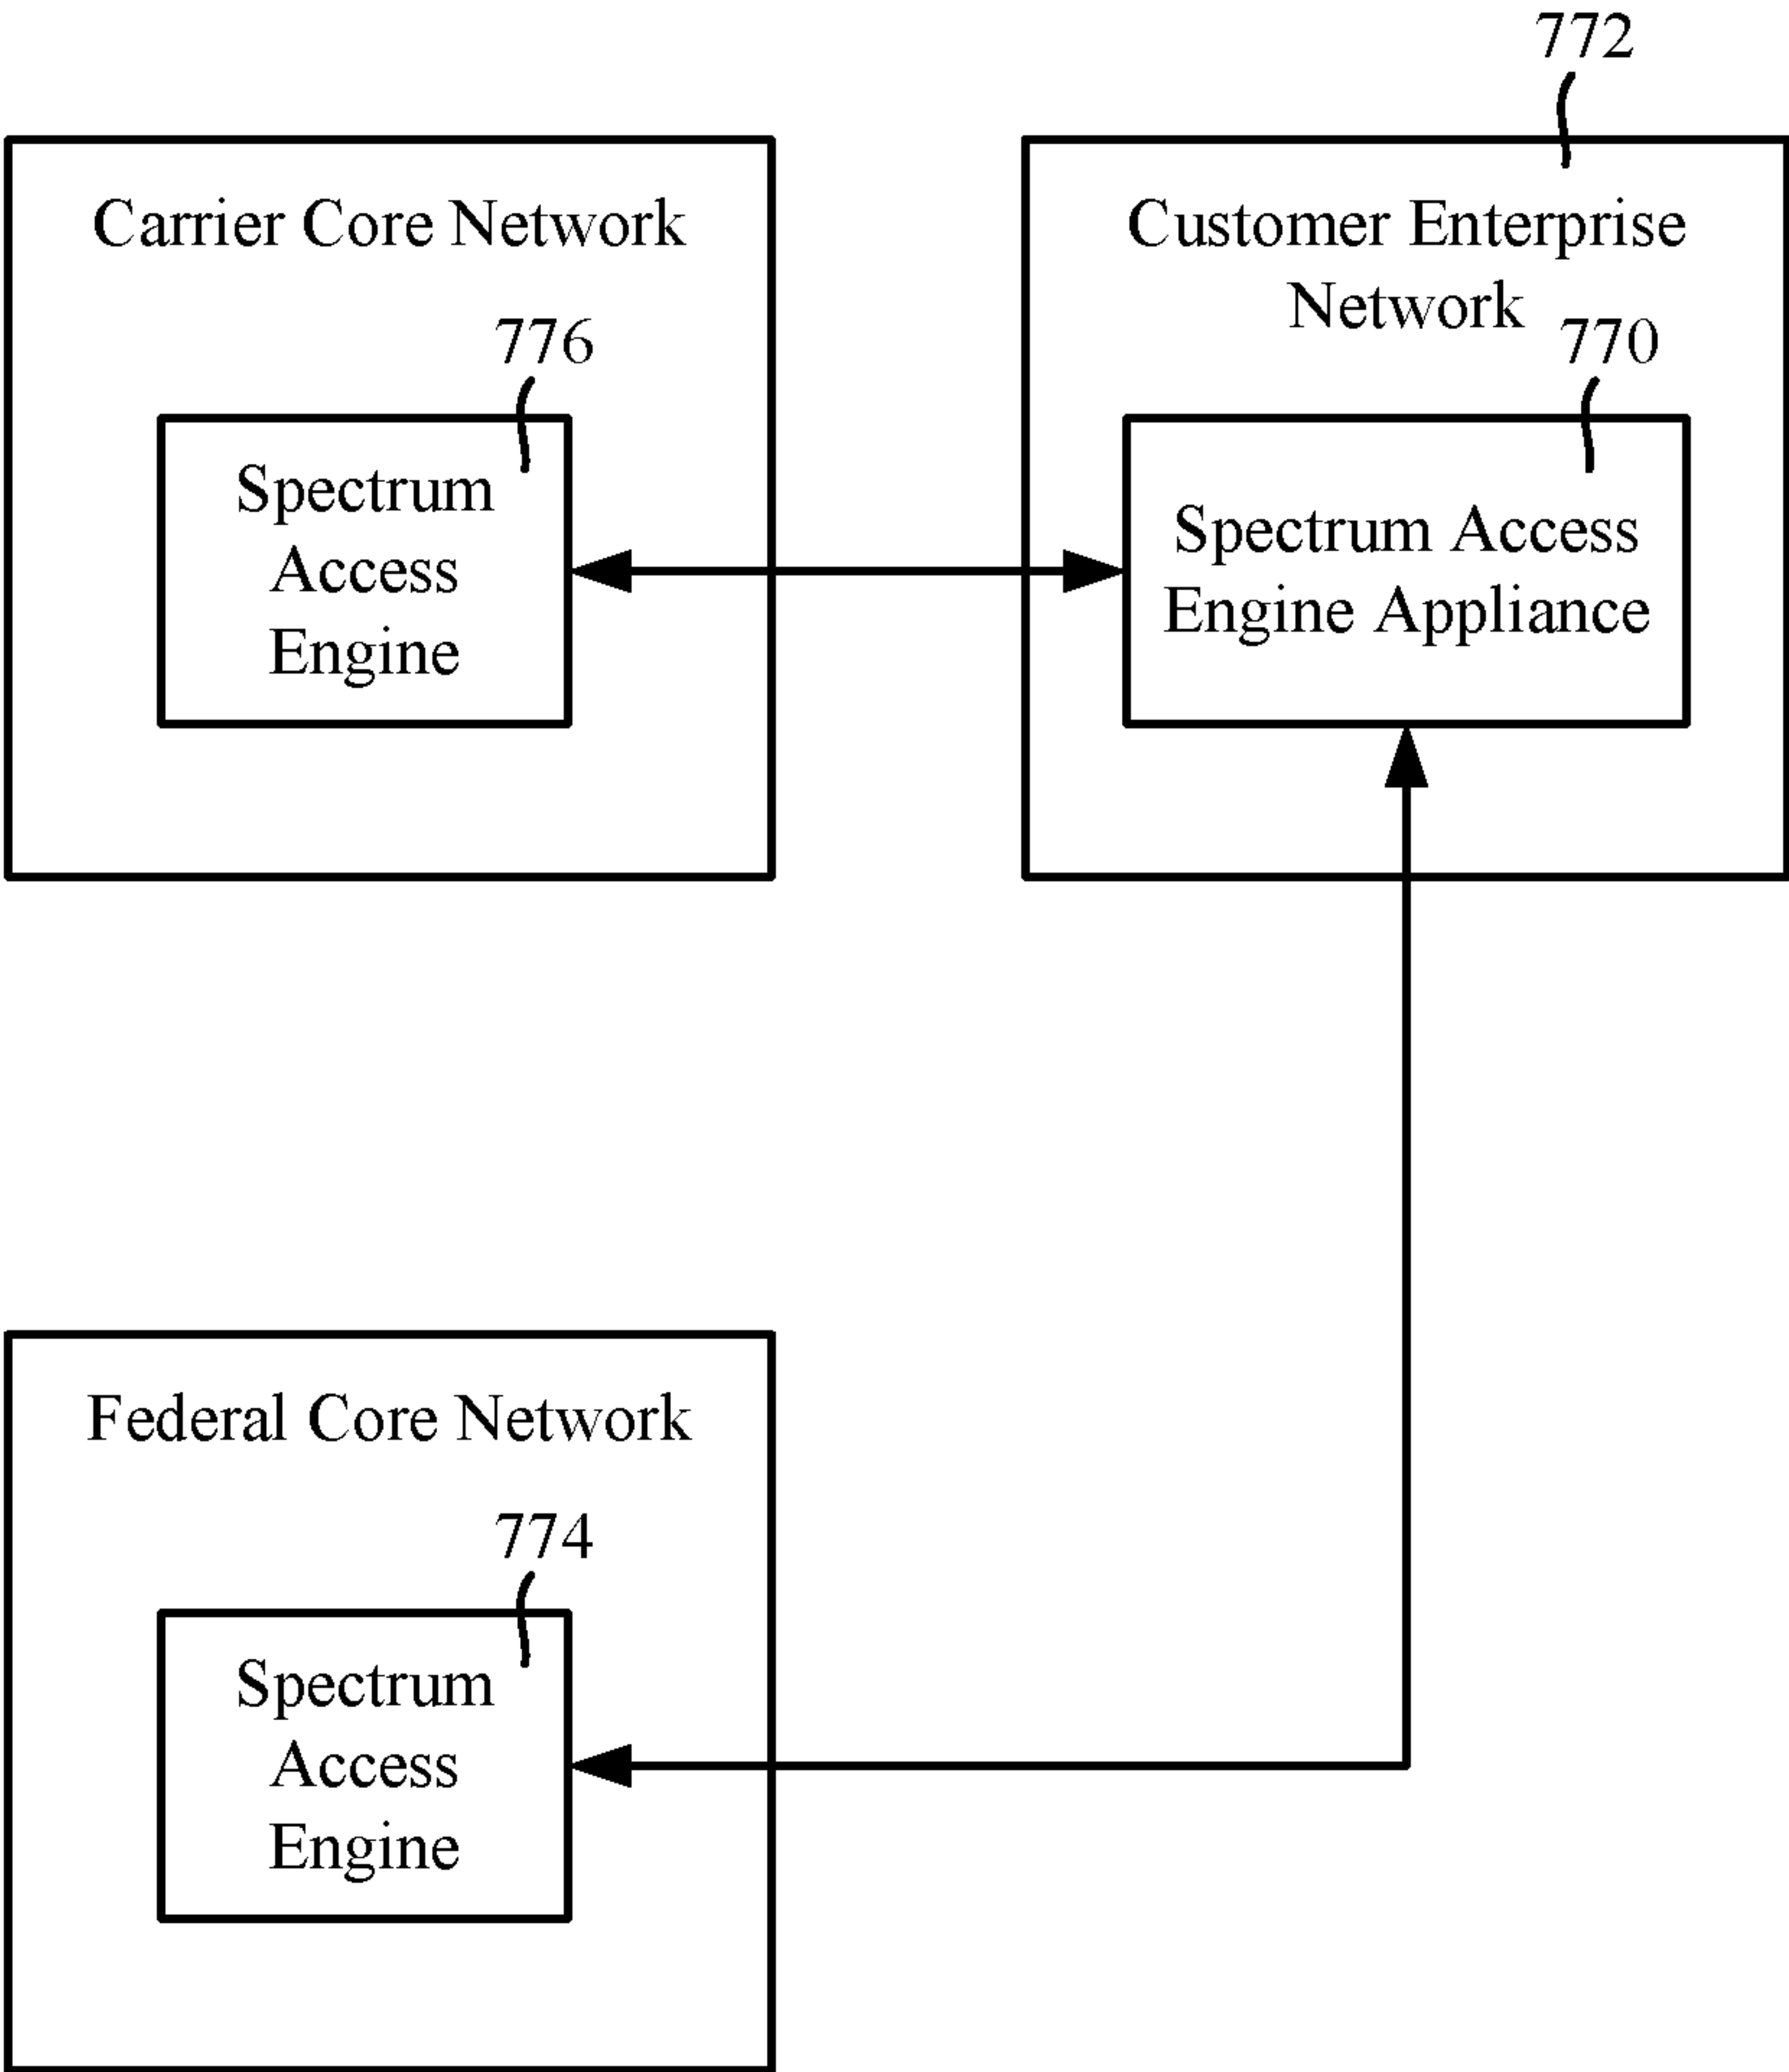 772
Carrier Core Network
776
Spectrum
Access
Engine
Customer Enterprise
Network
770
Spectrum Access
Engine Appliance
Federal Core Network
774
Spectrum
Access
Engine